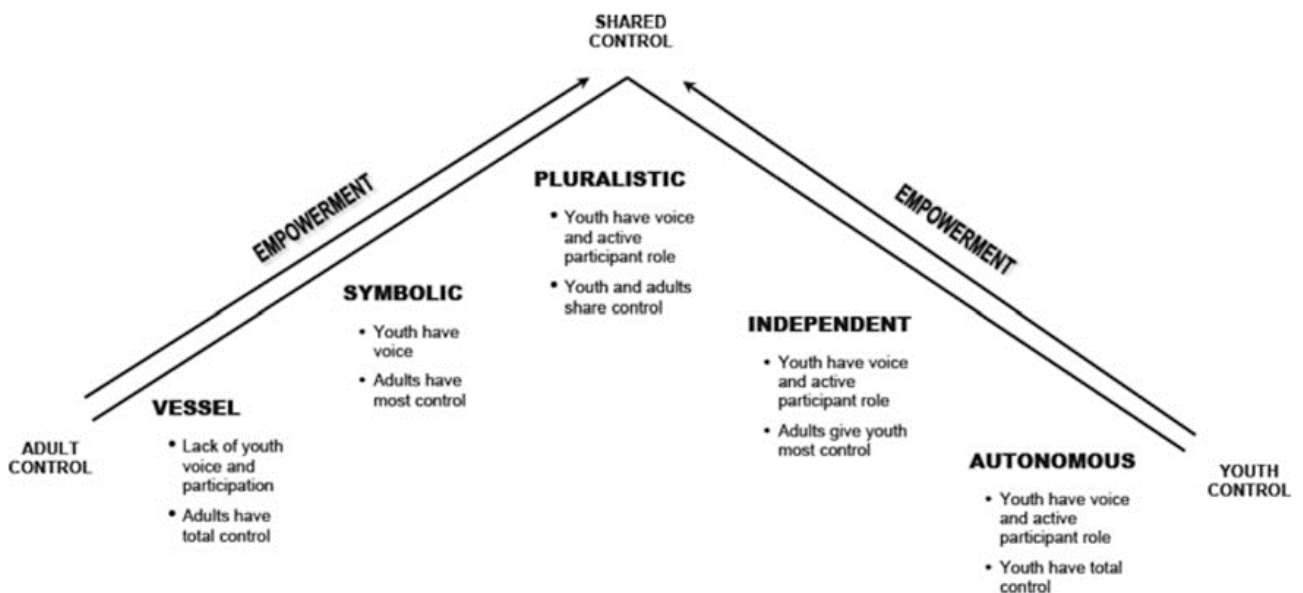 SHARED
CONTROL
EMPOWERMENT
EMPOWERMENT
PLURALISTIC
• Youth have voice
and active
participant role
• Youth and adults
share control
SYMBOLIC
• Youth have
voice
• Adults have
most control
INDEPENDENT
• Youth have voice
and active
participant role
• Adults give youth
most control
VESSEL
• Lack of youth
voice and
participation
• Adults have
total control
ADULT
CONTROL
AUTONOMOUS
• Youth have voice
and active
participant role
• Youth have total
control
YOUTH
CONTROL